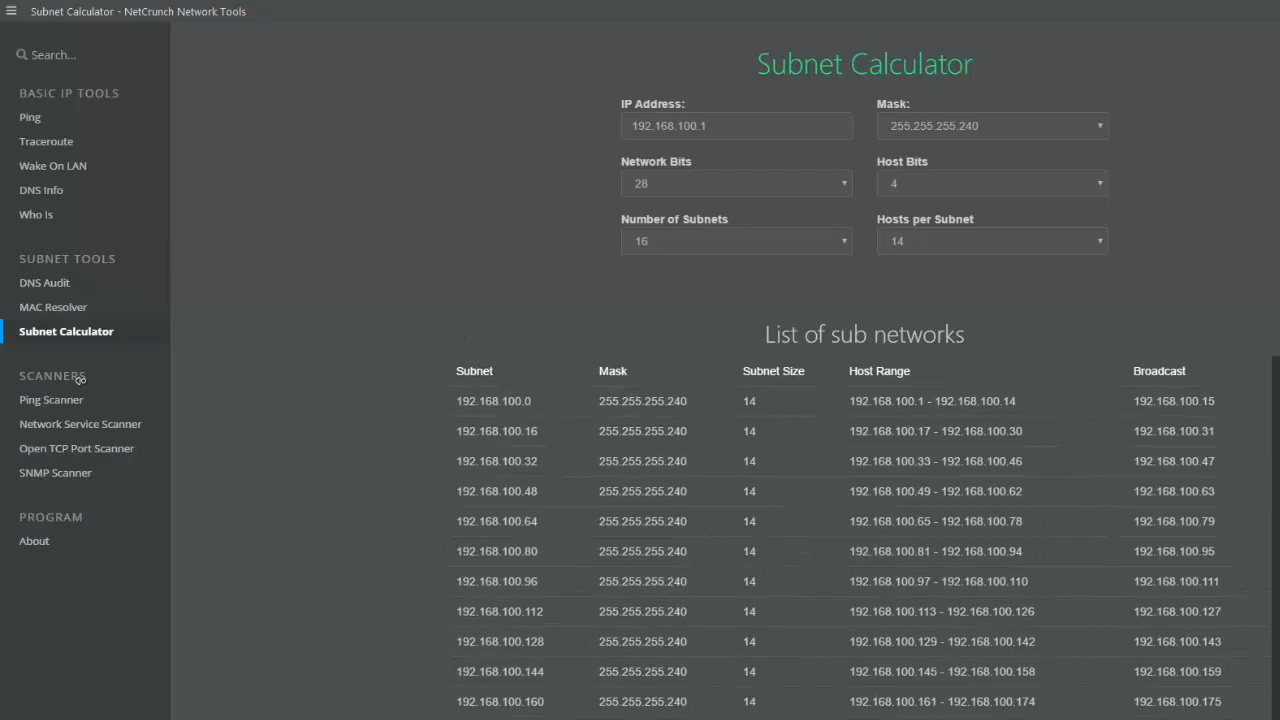 Subnet Calculator - NetCrunch Network Tools
Search...
BASIC IP TOOLS
Ping
Traceroute
Wake On LAN
DNS Info
Who Is
SUBNET TOOLS
DNS Audit
MAC Resolver
Subnet Calculator
SCANNERS
Ping Scanner
Network Service Scanner
Open TCP Port Scanner
SNMP Scanner
PROGRAM
About
Subnet Calculator
IP Address: Mask:
192.168.100.1 255.255.255.240
Network Bits Host Bits
28 4
Number of Subnets Hosts per Subnet
16 14
List of sub networks
Subnet Mask Subnet Size Host Range Broadcast
192.168.100.0 255.255.255.240 14 192.168.100.1 - 192.168.100.14 192.168.100.15
192.168.100.16 255.255.255.240 14 192.168.100.17 - 192.168.100.30 192.168.100.31
192.168.100.32 255.255.255.240 14 192.168.100.33 - 192.168.100.46 192.168.100.47
192.168.100.48 255.255.255.240 14 192.168.100.49 - 192.168.100.62 192.168.100.63
192.168.100.64 255.255.255.240 14 192.168.100.65 - 192.168.100.78 192.168.100.79
192.168.100.80 255.255.255.240 14 192.168.100.81 - 192.168.100.94 192.168.100.95
192.168.100.96 255.255.255.240 14 192.168.100.97 - 192.168.100.110 192.168.100.111
192.168.100.112 255.255.255.240 14 192.168.100.113 - 192.168.100.126 192.168.100.127
192.168.100.128 255.255.255.240 14 192.168.100.129 - 192.168.100.142 192.168.100.143
192.168.100.144 255.255.255.240 14 192.168.100.145 - 192.168.100.158 192.168.100.159
192.168.100.160 255.255.255.240 14 192.168.100.161 - 192.168.100.174 192.168.100.175